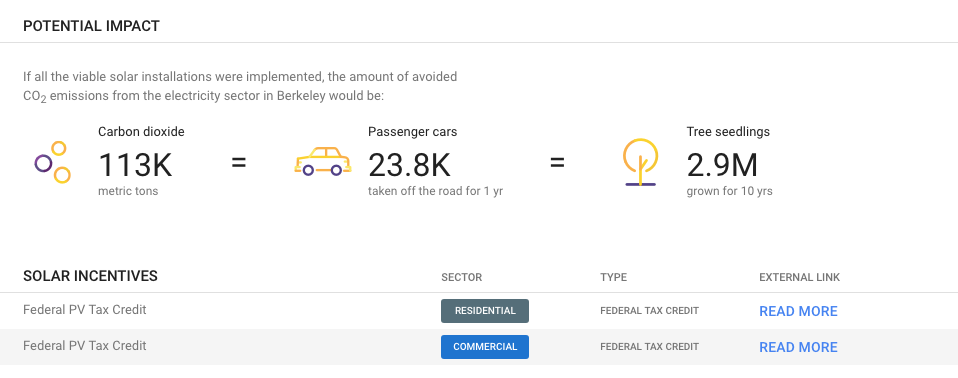 POTENTIAL IMPACT
If all the viable solar installations were implemented, the amount of avoided
CO2 emissions from the electricity sector in Berkeley would be:
Carbon dioxide
113K
metric tons
=
Passenger cars
23.8K
taken off the road for 1 yr
=
Tree seedlings
2.9M
grown for 10 yrs
SOLAR INCENTIVES SECTOR TYPE EXTERNAL LINK
Federal PV Tax Credit RESIDENTIAL FEDERAL TAX CREDIT READ MORE
Federal PV Tax Credit COMMERCIAL FEDERAL TAX CREDIT READ MORE